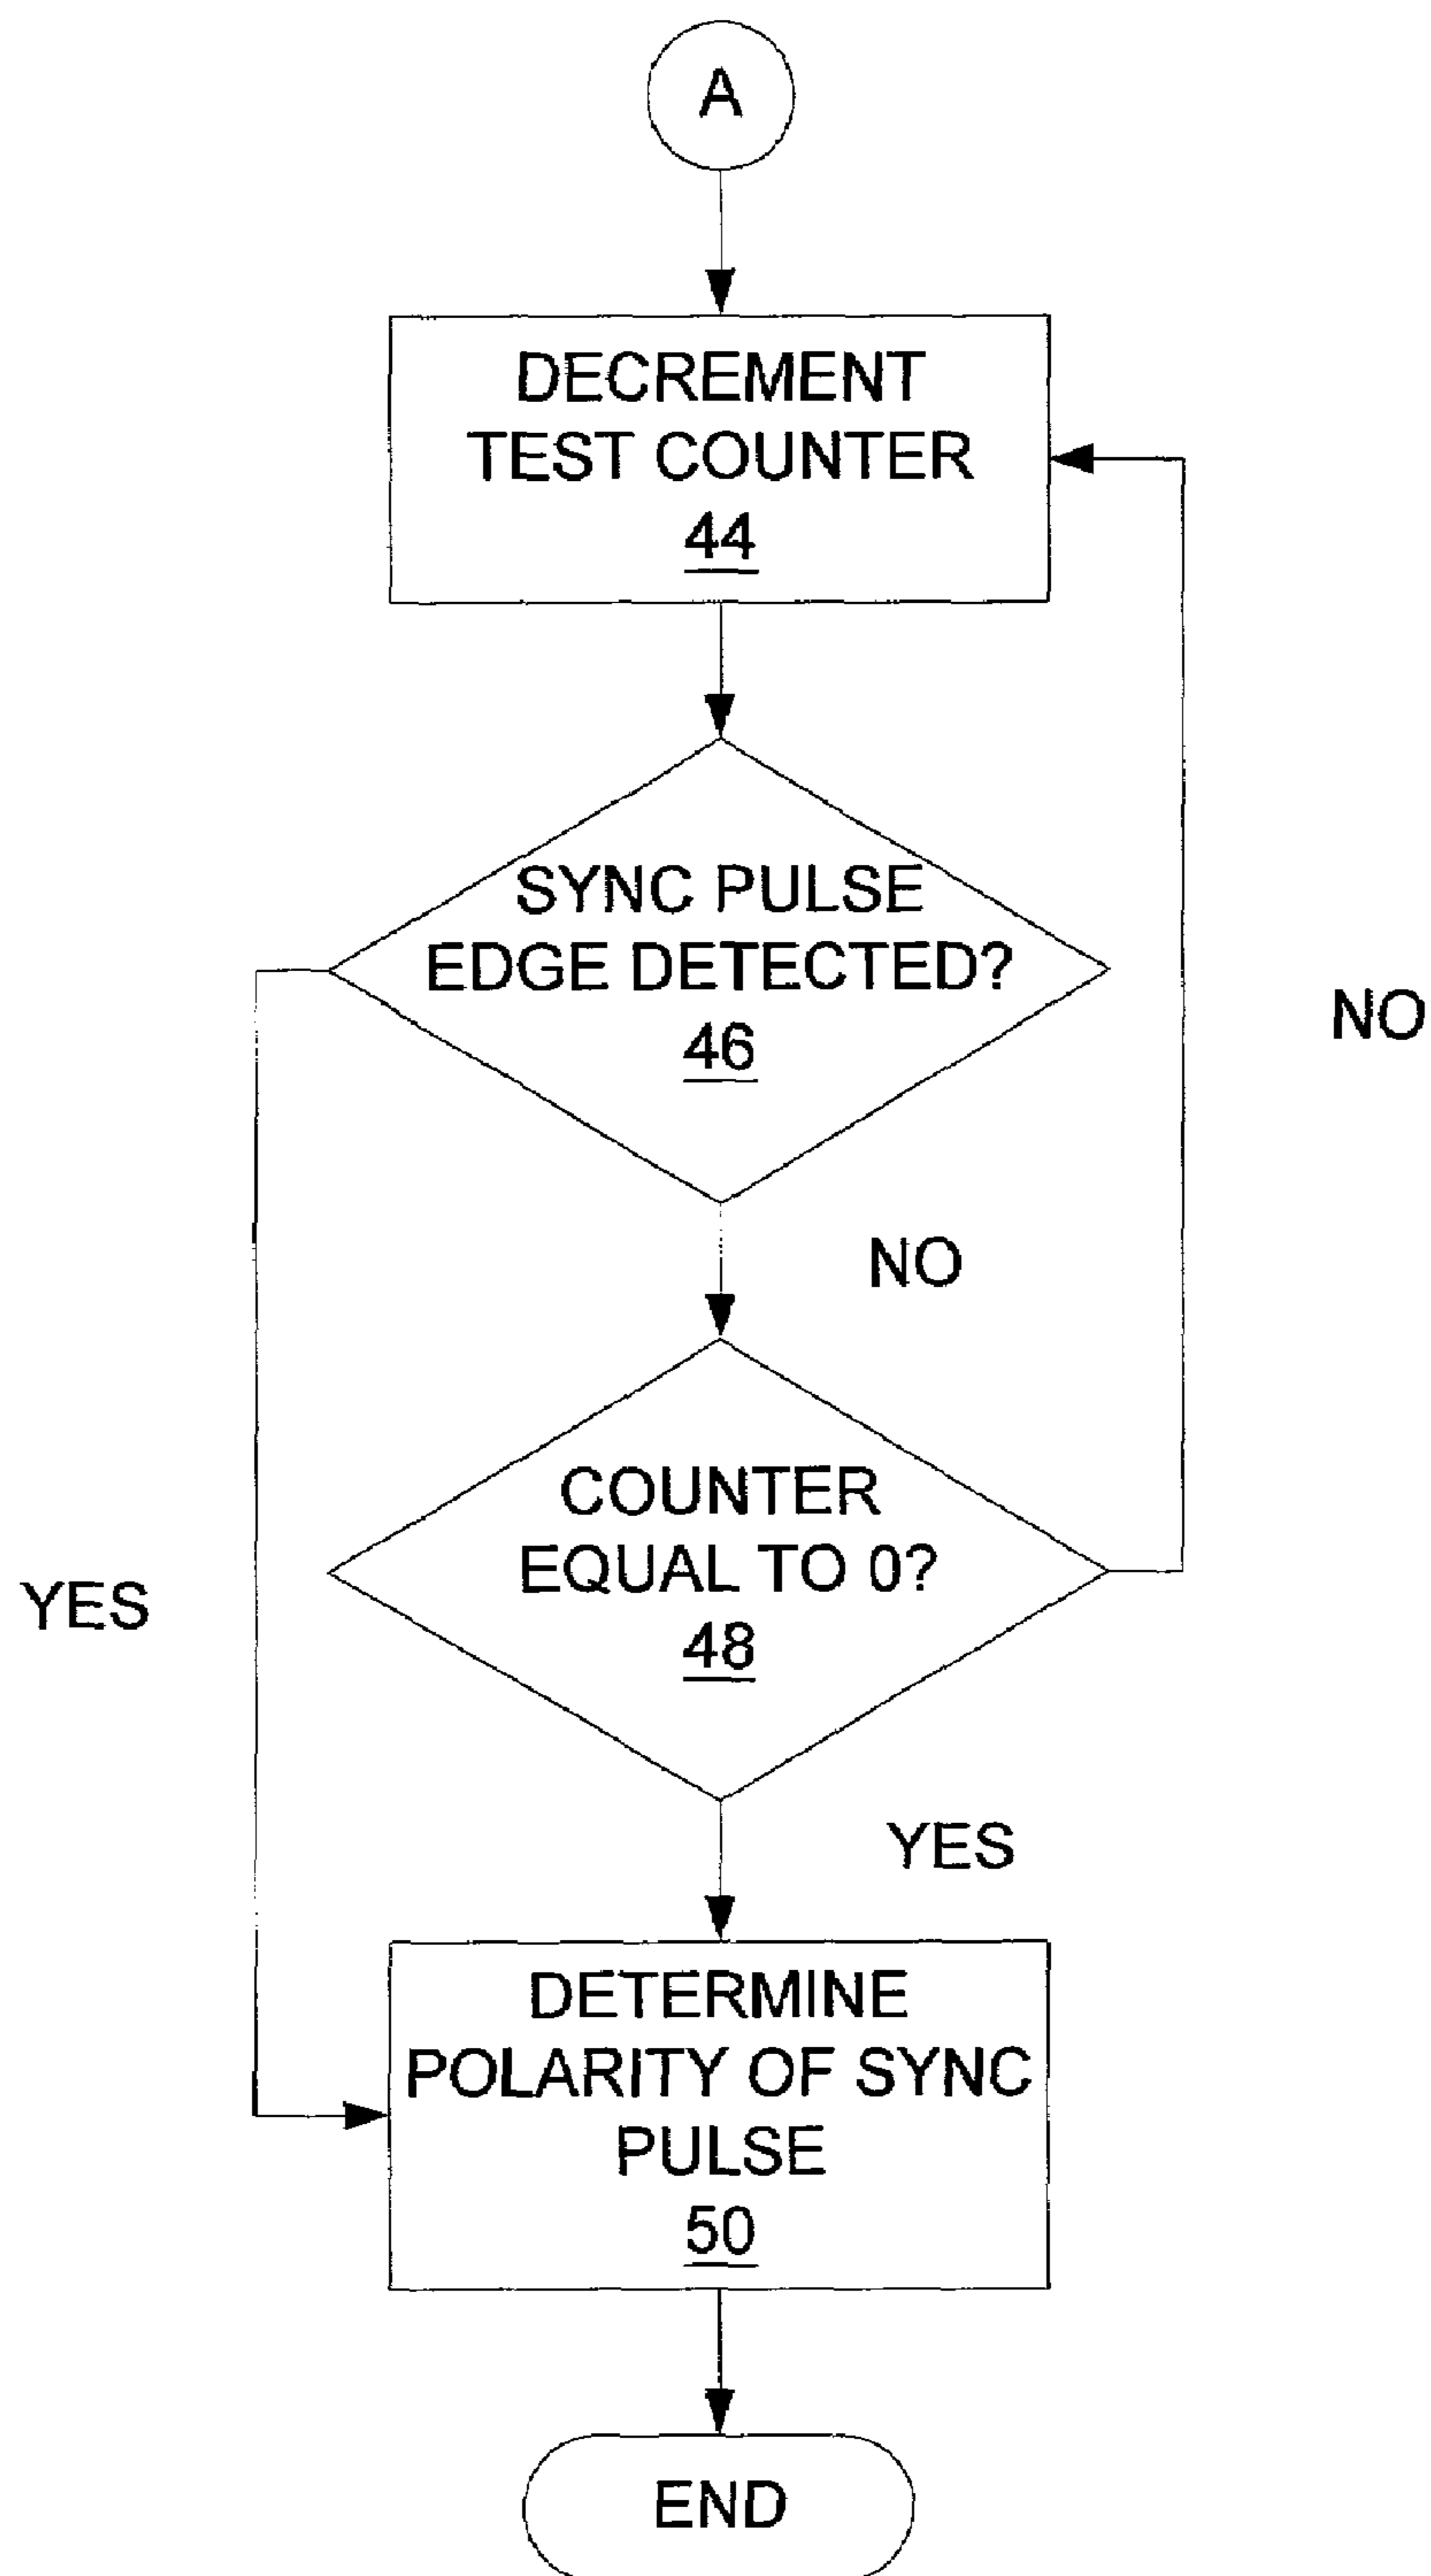 A
DECREMENT
TEST COUNTER
44
SYNC PULSE
EDGE DETECTED?
46
NO
NO
COUNTER
EQUAL TO 0?
48
YES
YES
DETERMINE
POLARITY OF SYNC
PULSE
50
END